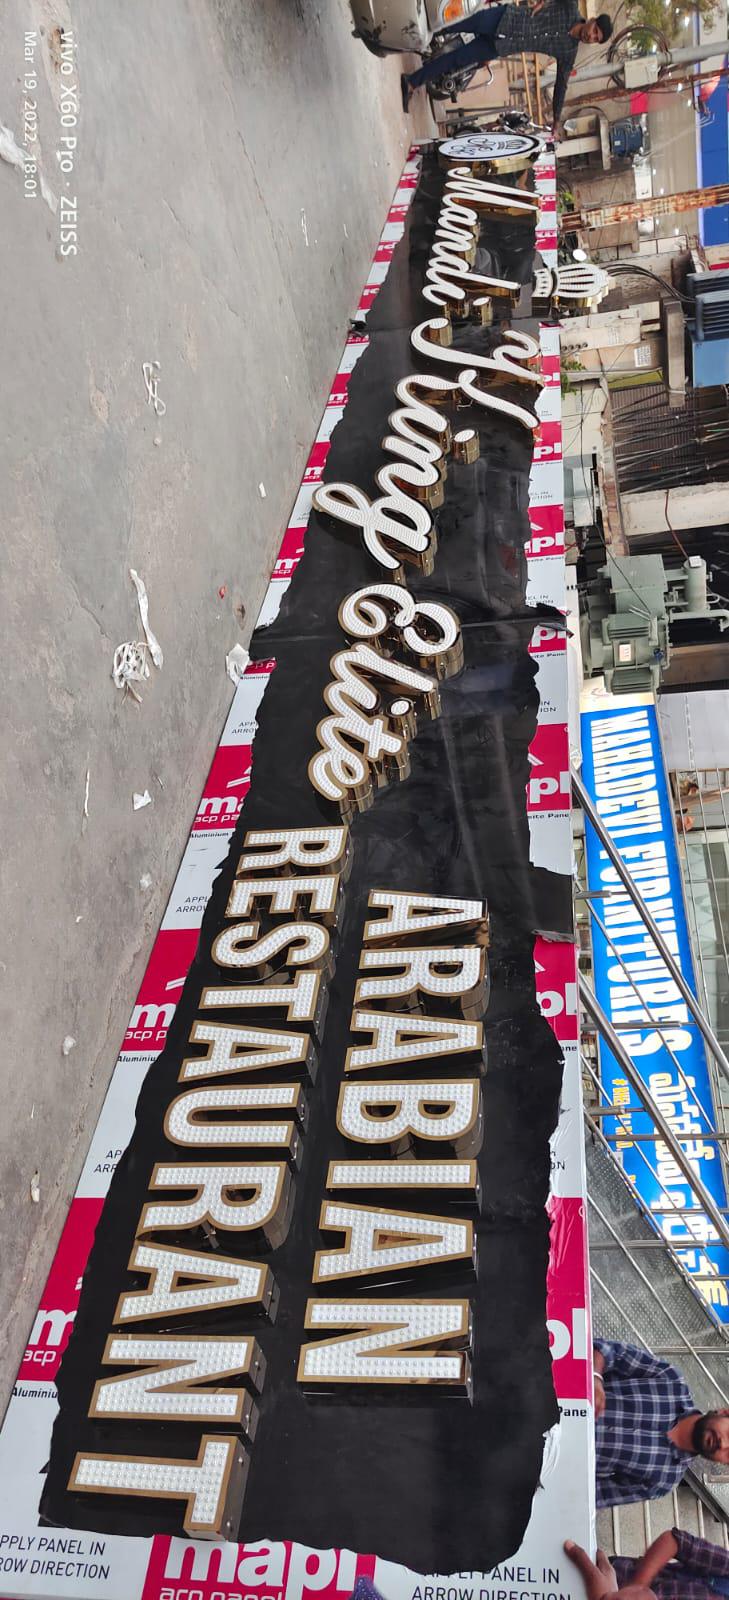 Mandi King Elite
ARABIAN
RESTAURANT
MAHADEVI FURNITURES
mapl
acp panel
APPLY PANEL IN
ARROW DIRECTION
vivo X60 Pro · ZEISS
Mar 19, 2022, 18:01